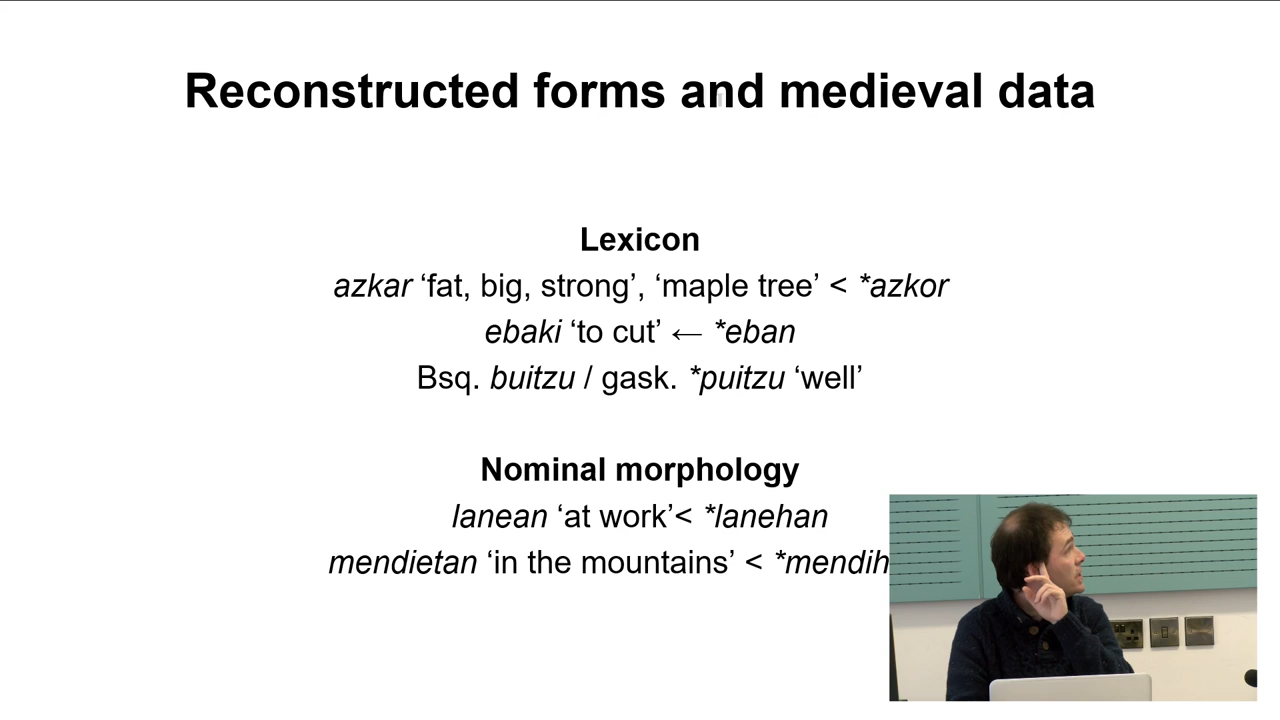 Reconstructed forms and medieval data
Lexicon
azkar ‘fat, big, strong’, ‘maple tree’ < *azkor
ebaki ‘to cut’ ← *eban
Bsq. buitzu / gask. *puitzu ‘well’
Nominal morphology
lanean ‘at work’< *lanehan
mendietan ‘in the mountains’ < *mendih